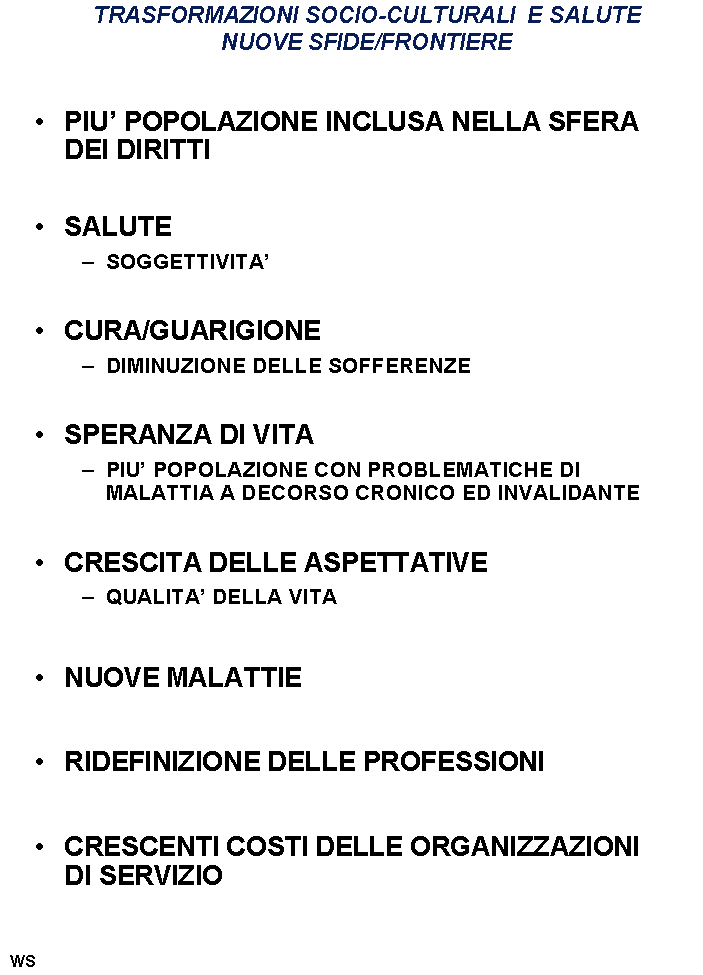 TRASFORMAZIONI SOCIO-CULTURALI E SALUTE
NUOVE SFIDE/FRONTIERE
• PIU’ POPOLAZIONE INCLUSA NELLA SFERA
DEI DIRITTI
• SALUTE
– SOGGETTIVITA’
• CURA/GUARIGIONE
– DIMINUZIONE DELLE SOFFERENZE
• SPERANZA DI VITA
– PIU’ POPOLAZIONE CON PROBLEMATICHE DI
MALATTIA A DECORSO CRONICO ED INVALIDANTE
• CRESCITA DELLE ASPETTATIVE
– QUALITA’ DELLA VITA
• NUOVE MALATTIE
• RIDEFINIZIONE DELLE PROFESSIONI
• CRESCENTI COSTI DELLE ORGANIZZAZIONI
DI SERVIZIO
WS